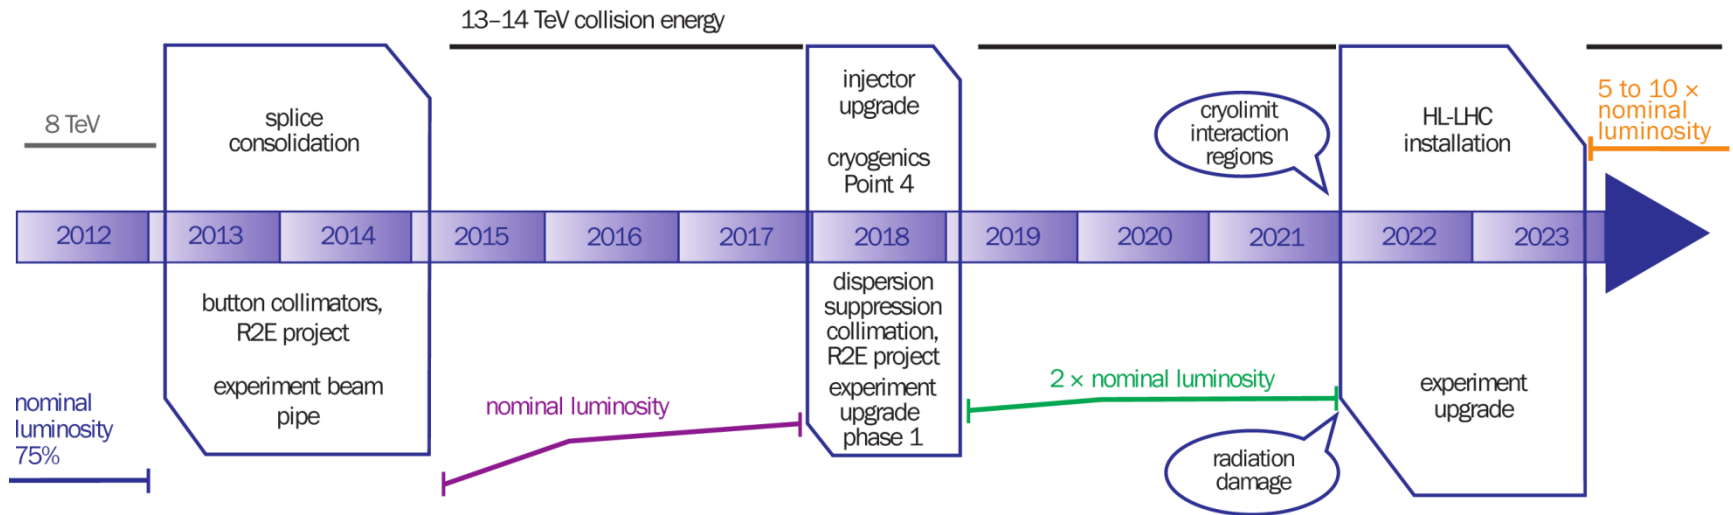 13–14 TeV collision energy
8 TeV
splice
consolidation
injector
upgrade
cryogenics
Point 4
cryolimit
interaction
regions
HL-LHC
installation
5 to 10 ×
nominal
luminosity
2012
2013
2014
2015
2016
2017
2018
2019
2020
2021
2022
2023
nominal
luminosity
75%
button collimators,
R2E project
experiment beam
pipe
nominal luminosity
dispersion
suppression
collimation,
R2E project
experiment
upgrade
phase 1
2 × nominal luminosity
radiation
damage
experiment
upgrade